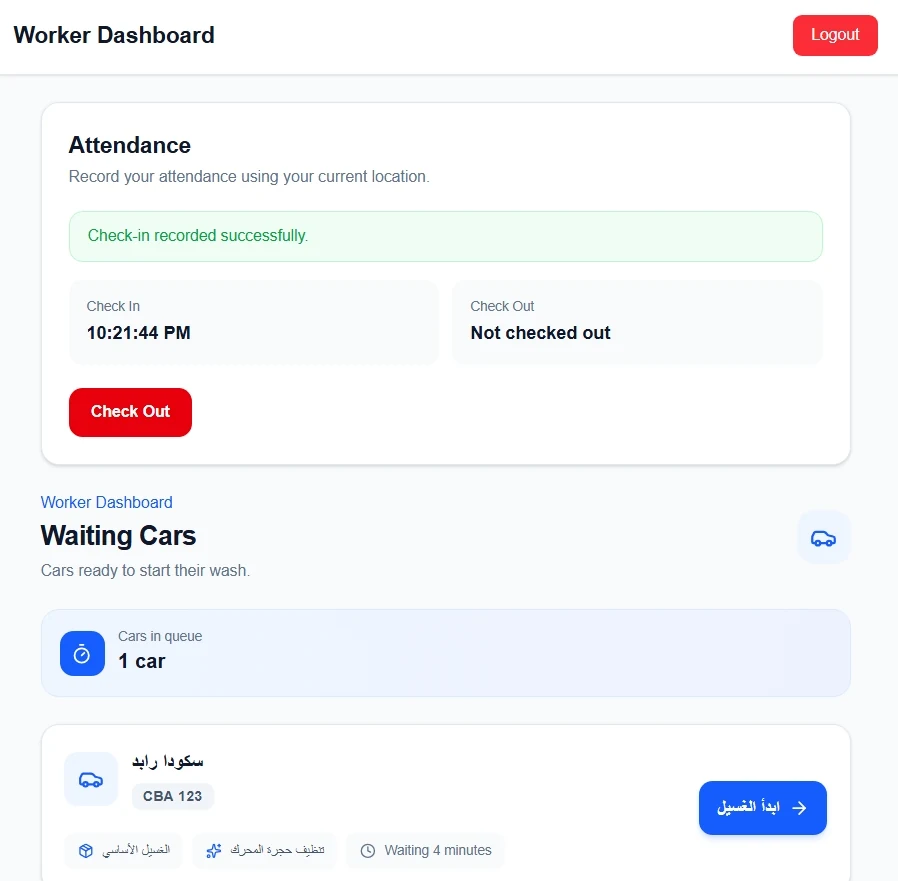 Worker Dashboard
Logout
Attendance
Record your attendance using your current location.
Check-in recorded successfully.
Check In
10:21:44 PM
Check Out
Not checked out
Check Out
Worker Dashboard
Waiting Cars
Cars ready to start their wash.
Cars in queue
1 car
سكودا رابد
CBA 123
ابدأ الغسيل
الغسيل الأساسي
تنظيف حجرة المحرك
Waiting 4 minutes